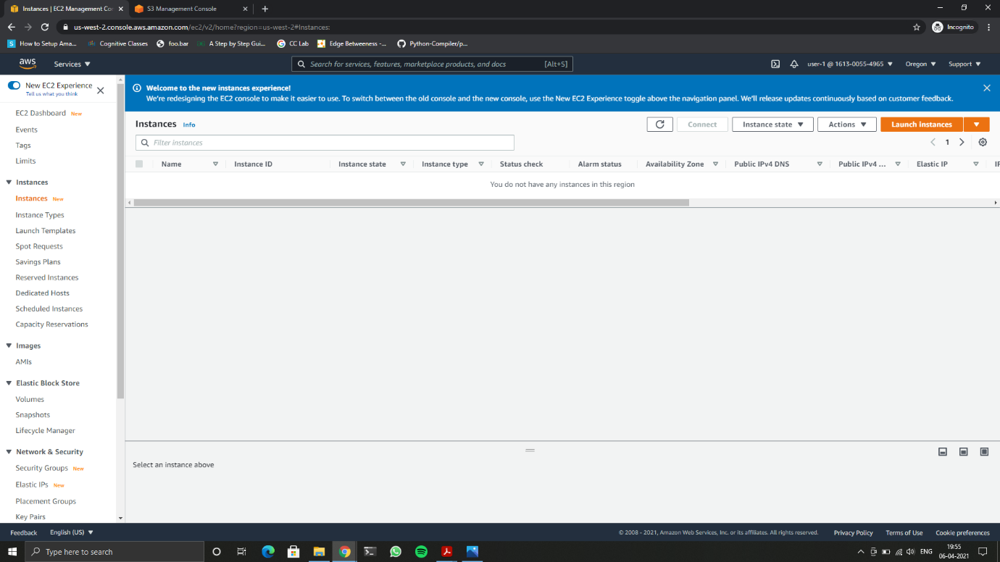 Instances | EC2 Management Con
S3 Management Console
us-west-2.console.aws.amazon.com/ec2/v2/home?region=us-west-2#Instances:
Incognito
How to Setup Ama...
Cognitive Classes
foo.bar
A Step by Step Gui...
CC Lab
Edge Betweeness -...
Python-Compiler/p...
aws
Services
Search for services, features, marketplace products, and docs
[Alt+S]
user-1 @ 1613-0055-4965
Oregon
Support
New EC2 Experience
Tell us what you think
Welcome to the new instances experience!
We're redesigning the EC2 console to make it easier to use. To switch between the old console and the new console, use the New EC2 Experience toggle above the navigation panel. We'll release updates continuously based on customer feedback.
EC2 Dashboard New
Events
Tags
Limits
Instances
Instances New
Instance Types
Launch Templates
Spot Requests
Savings Plans
Reserved Instances
Dedicated Hosts
Scheduled Instances
Capacity Reservations
Images
AMIs
Elastic Block Store
Volumes
Snapshots
Lifecycle Manager
Network & Security
Security Groups New
Elastic IPs New
Placement Groups
Key Pairs
Instances Info
Connect
Instance state
Actions
Launch instances
Filter instances
1
Name
Instance ID
Instance state
Instance type
Status check
Alarm status
Availability Zone
Public IPv4 DNS
Public IPv4 ...
Elastic IP
You do not have any instances in this region
Select an instance above
Feedback
English (US)
© 2008 - 2021, Amazon Web Services, Inc. or its affiliates. All rights reserved.
Privacy Policy
Terms of Use
Cookie preferences
Type here to search
ENG
19:55
06-04-2021